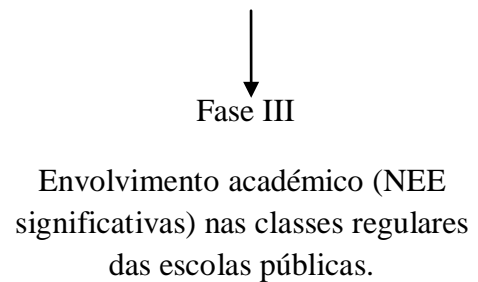 Fase III
Envolvimento académico (NEE
significativas) nas classes regulares
das escolas públicas.